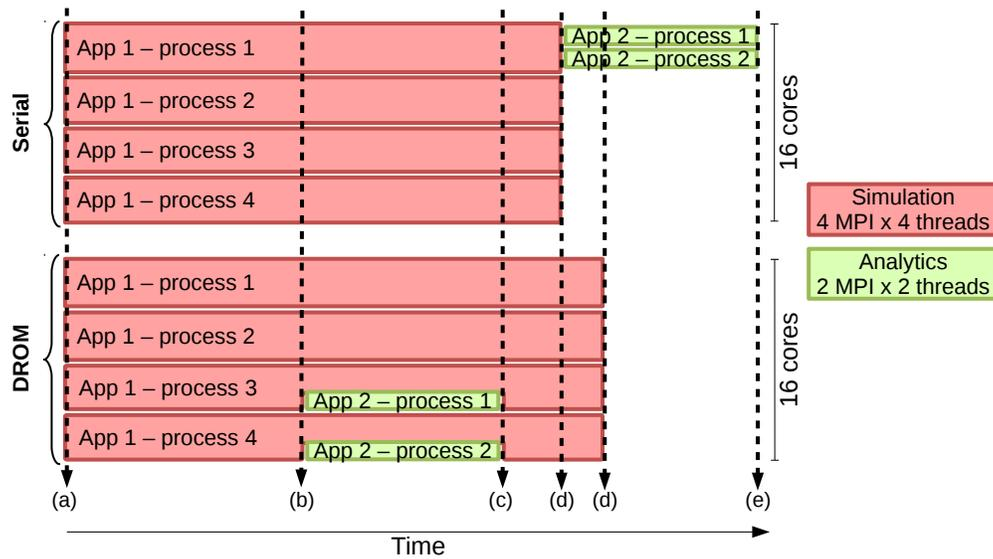 Serial
App 1 – process 1
App 2 – process 1
App 2 – process 2
App 1 – process 2
App 1 – process 3
App 1 – process 4
16 cores
Simulation
4 MPI x 4 threads
Analytics
2 MPI x 2 threads
DROM
App 1 – process 1
App 1 – process 2
App 1 – process 3
App 2 – process 1
App 1 – process 4
App 2 – process 2
16 cores
(a)
(b)
(c)
(d)
(d)
(e)
Time